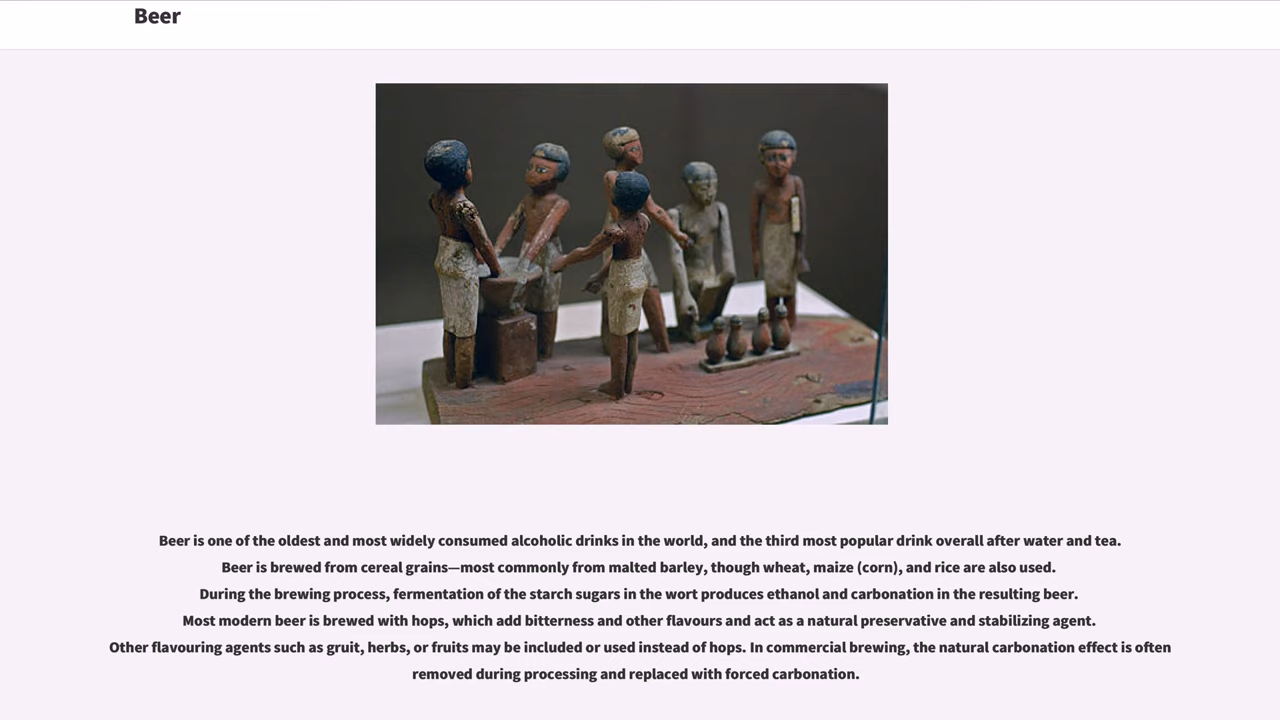 Beer
Beer is one of the oldest and most widely consumed alcoholic drinks in the world, and the third most popular drink overall after water and tea.
Beer is brewed from cereal grains—most commonly from malted barley, though wheat, maize (corn), and rice are also used.
During the brewing process, fermentation of the starch sugars in the wort produces ethanol and carbonation in the resulting beer.
Most modern beer is brewed with hops, which add bitterness and other flavours and act as a natural preservative and stabilizing agent.
Other flavouring agents such as gruit, herbs, or fruits may be included or used instead of hops. In commercial brewing, the natural carbonation effect is often
removed during processing and replaced with forced carbonation.